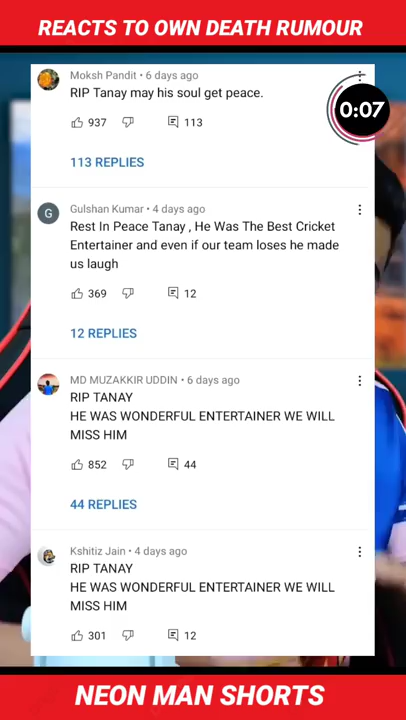 REACTS TO OWN DEATH RUMOUR
Moksh Pandit • 6 days ago
RIP Tanay may his soul get peace.
0:07
937 113
113 REPLIES
G
Gulshan Kumar • 4 days ago
Rest In Peace Tanay , He Was The Best Cricket
Entertainer and even if our team loses he made
us laugh
369 12
12 REPLIES
MD MUZAKKIR UDDIN • 6 days ago
RIP TANAY
HE WAS WONDERFUL ENTERTAINER WE WILL
MISS HIM
852 44
44 REPLIES
Kshitiz Jain • 4 days ago
RIP TANAY
HE WAS WONDERFUL ENTERTAINER WE WILL
MISS HIM
301 12
NEON MAN SHORTS